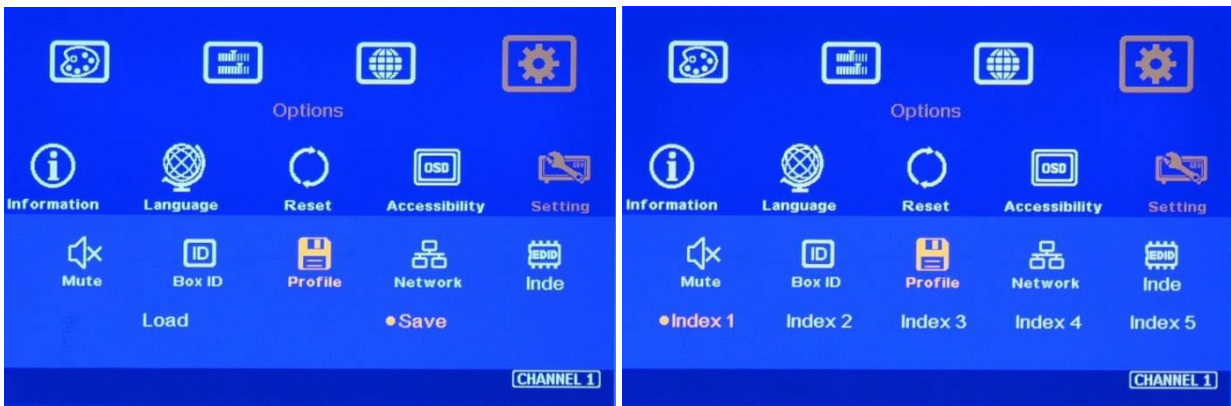 Options
Information Language Reset OSD Accessibility GEO Setting
Mute ID Box ID Profile Network EDID Inde
Load Save
CHANNEL 1
Options
Information Language Reset OSD Accessibility Setting
Mute ID Box ID Profile Network EDID Inde
Index 1 Index 2 Index 3 Index 4 Index 5
CHANNEL 1